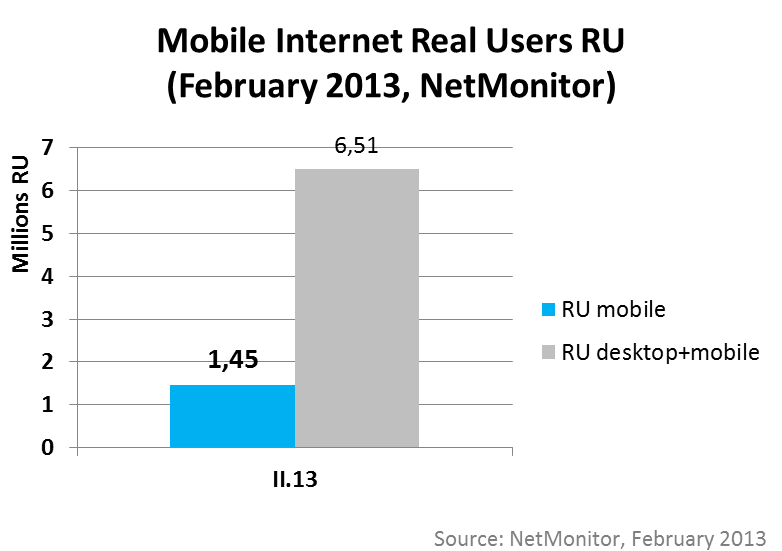 Mobile Internet Real Users RU
(February 2013, NetMonitor)
Millions RU
7
6
5
4
3
2
1
0
6,51
1,45
II.13
RU mobile
RU desktop+mobile
Source: NetMonitor, February 2013